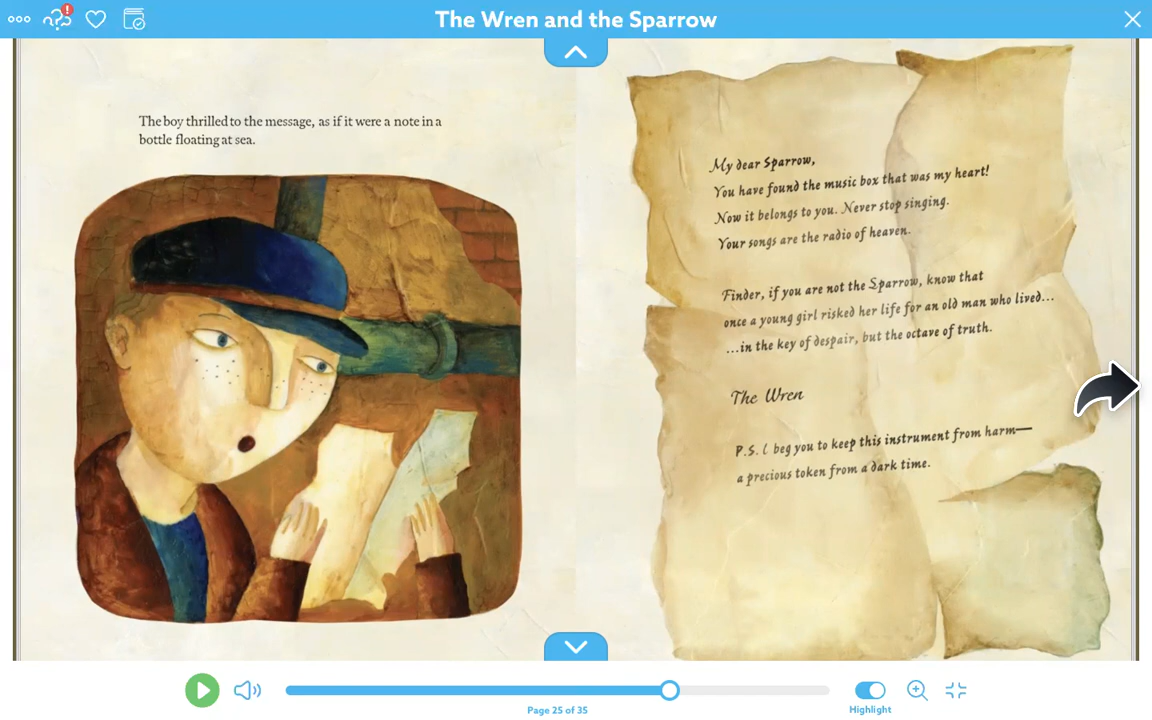 The Wren and the Sparrow
The boy thrilled to the message, as if it were a note in a
bottle floating at sea.
My dear Sparrow,
You have found the music box that was my heart!
Now it belongs to you. Never stop singing.
Your songs are the radio of heaven.
Finder, if you are not the Sparrow, know that
once a young girl risked her life for an old man who lived...
...in the key of despair, but the octave of truth.
The Wren
P.S. I beg you to keep this instrument from harm—
a precious token from a dark time.
Page 25 of 35
Highlight